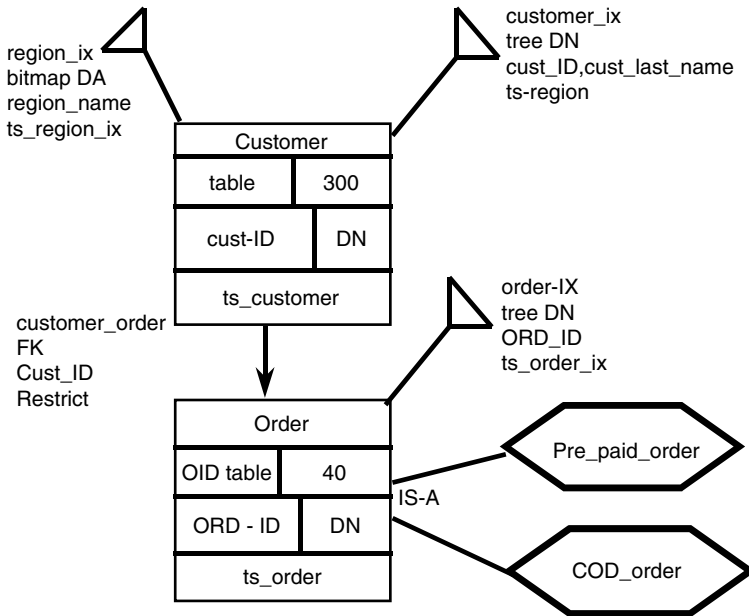 region_ix
bitmap DA
region_name
ts_region_ix
customer_ix
tree DN
cust_ID,cust_last_name
ts-region
Customer
table 300
cust-ID DN
ts_customer
customer_order
FK
Cust_ID
Restrict
order-IX
tree DN
ORD_ID
ts_order_ix
Order
OID table 40
IS-A
ORD - ID DN
ts_order
Pre_paid_order
COD_order